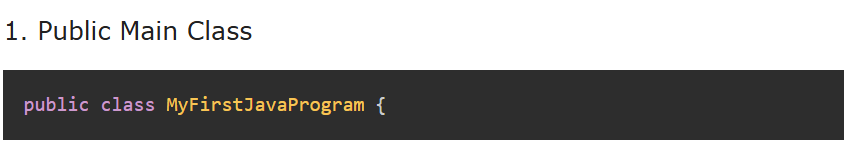 1. Public Main Class
public class MyFirstJavaProgram {